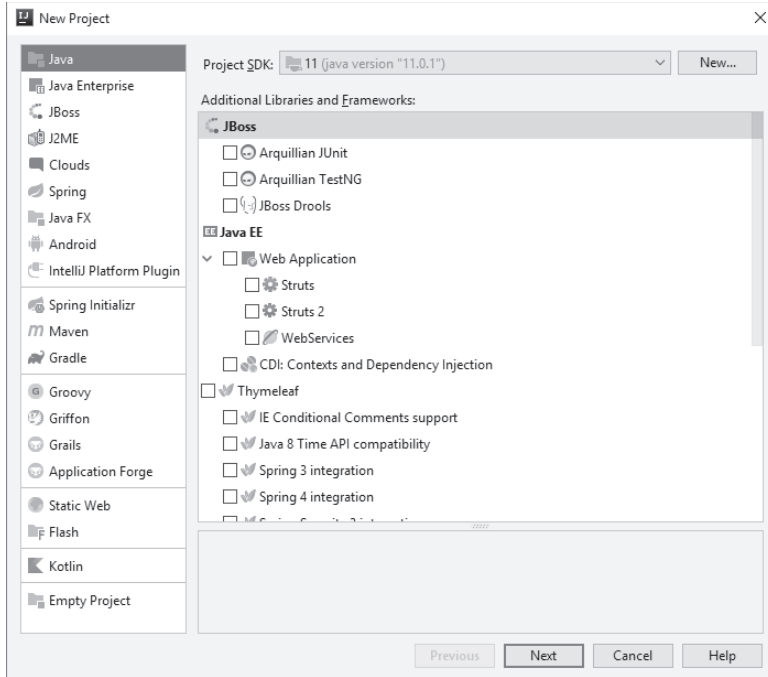 New Project
Java
Java Enterprise
JBoss
J2ME
Clouds
Spring
Java FX
Android
IntelliJ Platform Plugin
Spring Initializr
Maven
Gradle
Groovy
Griffon
Grails
Application Forge
Static Web
Flash
Kotlin
Empty Project
Project SDK: 11 (java version "11.0.1") New...
Additional Libraries and Frameworks:
JBoss
Arquillian JUnit
Arquillian TestNG
JBoss Drools
Java EE
Web Application
Struts
Struts 2
WebServices
CDI: Contexts and Dependency Injection
Thymeleaf
IE Conditional Comments support
Java 8 Time API compatibility
Spring 3 integration
Spring 4 integration
Previous Next Cancel Help